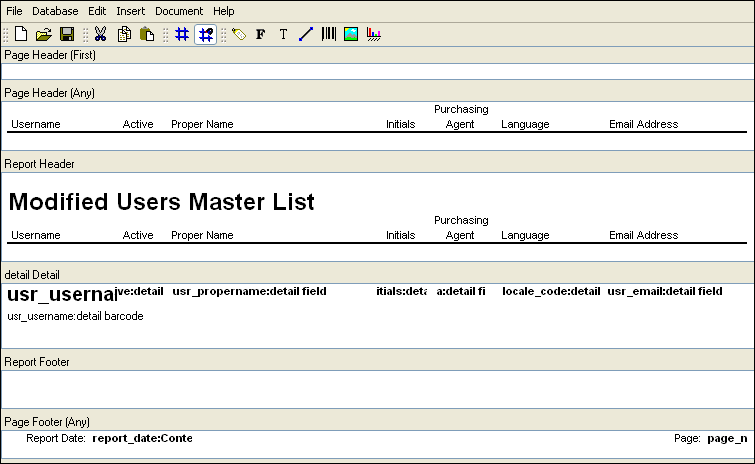 File Edit Database Insert Document Help
F T
Page Header (First)
Page Header (Any)
Purchasing
Username Active Proper Name Initials Agent Language Email Address
Report Header
Modified Users Master List
Purchasing
Username Active Proper Name Initials Agent Language Email Address
detail Detail
usr_usernai ve:detail usr_propername:detail field itials:deta a:detail fi locale_code:detail usr_email:detail field
usr_username:detail barcode
Report Footer
Page Footer (Any)
Report Date: report_date:Conte Page: page_n